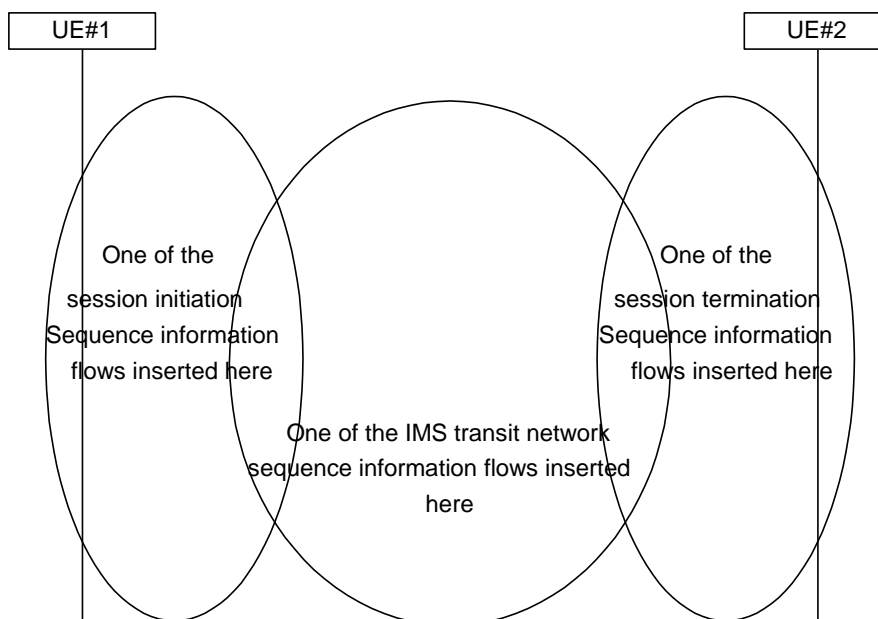 UE#1
UE#2
One of the
session initiation
Sequence information
flows inserted here
One of the
session termination
Sequence information
flows inserted here
One of the IMS transit network
sequence information flows inserted
here